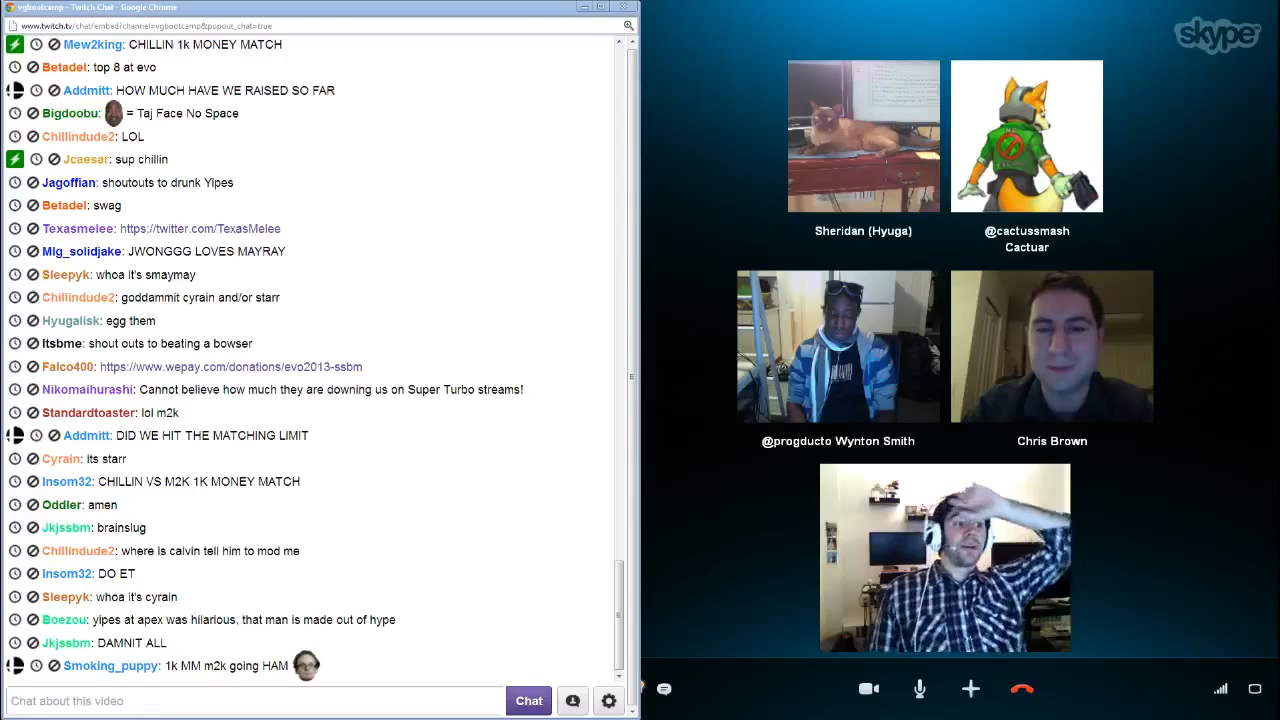 vgbootcamp - Twitch Chat - Google Chrome
www.twitch.tv/chat/embed?channel=vgbootcamp&popout_chat=true
Mew2king: CHILLIN 1k MONEY MATCH
Betadel: top 8 at evo
Addmitt: HOW MUCH HAVE WE RAISED SO FAR
Bigdoobu: = Taj Face No Space
Chillindude2: LOL
Jcaesar: sup chillin
Jagoffian: shoutouts to drunk Yipes
Betadel: swag
Texasmelee: https://twitter.com/TexasMelee
Mlg_solidjake: JWONGGG LOVES MAYRAY
Sleepyk: whoa it's smaymay
Chillindude2: goddammit cyrain and/or starr
Hyugalisk: egg them
Itsbme: shout outs to beating a bowser
Falco400: https://www.wepay.com/donations/evo2013-ssbm
Nikomaihurashi: Cannot believe how much they are downing us on Super Turbo streams!
Standardtoaster: lol m2k
Addmitt: DID WE HIT THE MATCHING LIMIT
Cyrain: its starr
Insom32: CHILLIN VS M2K 1K MONEY MATCH
Oddler: amen
Jkjssbm: brainslug
Chillindude2: where is calvin tell him to mod me
Insom32: DO ET
Sleepyk: whoa it's cyrain
Boezou: yipes at apex was hilarious, that man is made out of hype
Jkjssbm: DAMNIT ALL
Smoking_puppy: 1k MM m2k going HAM
Chat about this video
Chat
skype
Sheridan (Hyuga)
@cactussmash
Cactuar
@progducto Wynton Smith
Chris Brown